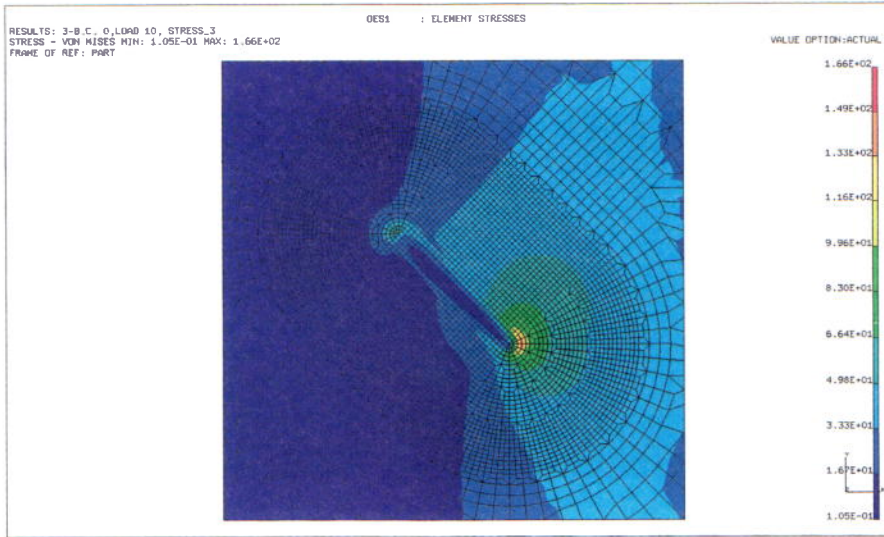 OES1 : ELEMENT STRESSES
RESULTS: 3-B.C. 0,LOAD 10, STRESS_3
STRESS - VON MISES MIN: 1.05E-01 MAX: 1.66E+02
FRAME OF REF: PART
VALUE OPTION:ACTUAL
1.66E+02
1.49E+02
1.33E+02
1.16E+02
9.96E+01
8.30E+01
6.64E+01
4.98E+01
3.33E+01
1.67E+01
1.05E-01
Y